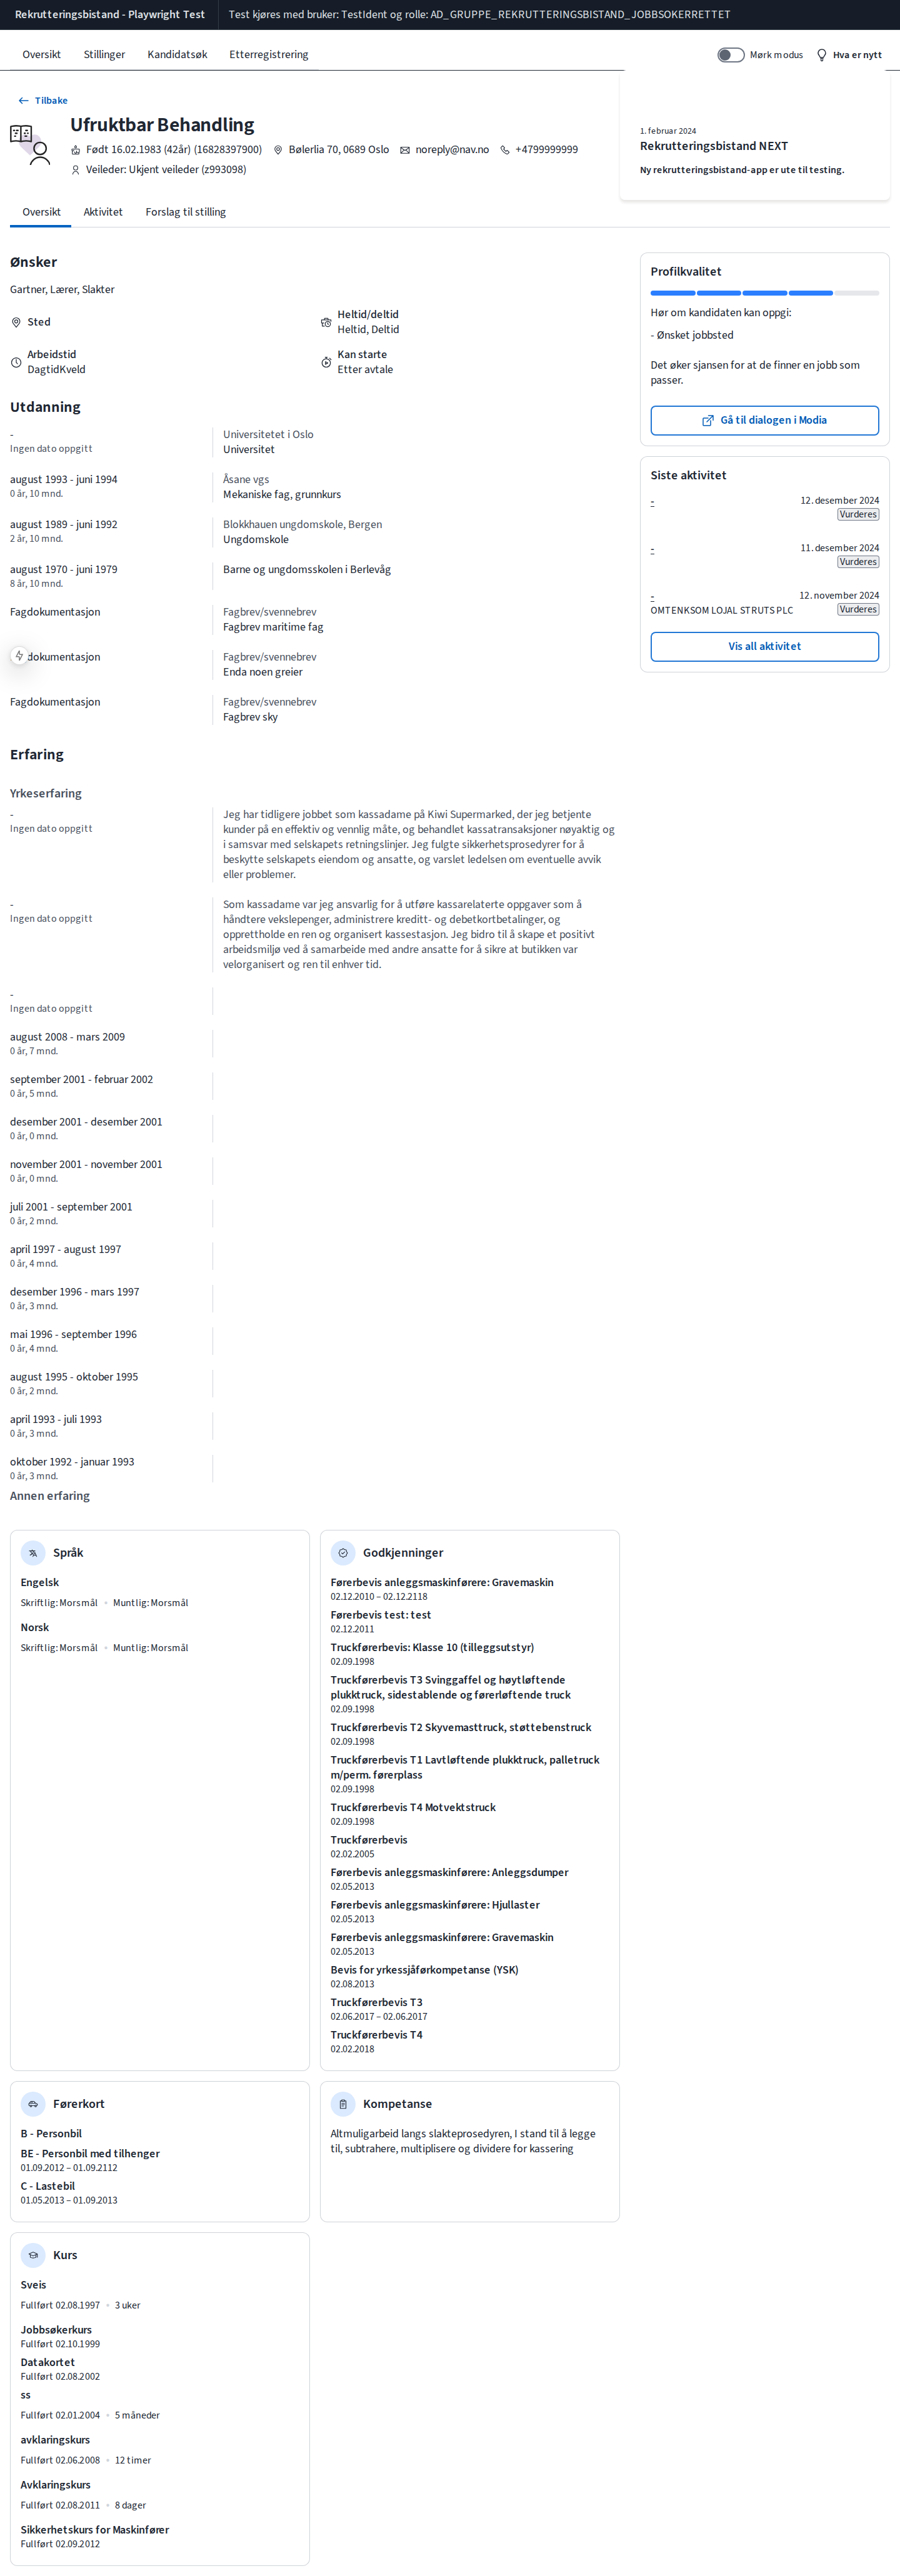 Rekrutteringsbistand - Playwright Test
Test kjøres med bruker: TestIdent og rolle: AD_GRUPPE_REKRUTTERINGSBISTAND_JOBBSOKERRETTET
Oversikt
Stillinger
Kandidatsøk
Etterregistrering
Mørk modus
Hva er nytt
Tilbake
Ufruktbar Behandling
Født 16.02.1983 (42år) (16828397900)
Bølerlia 70, 0689 Oslo
noreply@nav.no
+4799999999
Veileder: Ukjent veileder (z993098)
1. februar 2024
Rekrutteringsbistand NEXT
Ny rekrutteringsbistand-app er ute til testing.
Oversikt
Aktivitet
Forslag til stilling
Ønsker
Gartner, Lærer, Slakter
Sted
Heltid/deltid
Heltid, Deltid
Arbeidstid
DagtidKveld
Kan starte
Etter avtale
Utdanning
-
Ingen dato oppgitt
Universitetet i Oslo
Universitet
august 1993 - juni 1994
0 år, 10 mnd.
Åsane vgs
Mekaniske fag, grunnkurs
august 1989 - juni 1992
2 år, 10 mnd.
Blokkhauen ungdomskole, Bergen
Ungdomskole
august 1970 - juni 1979
8 år, 10 mnd.
Barne og ungdomsskolen i Berlevåg
Fagdokumentasjon
Fagbrev/svennebrev
Fagbrev maritime fag
dokumentasjon
Fagbrev/svennebrev
Enda noen greier
Fagdokumentasjon
Fagbrev/svennebrev
Fagbrev sky
Erfaring
Yrkeserfaring
-
Ingen dato oppgitt
Jeg har tidligere jobbet som kassadame på Kiwi Supermarked, der jeg betjente
kunder på en effektiv og vennlig måte, og behandlet kassatransaksjoner nøyaktig og
i samsvar med selskapets retningslinjer. Jeg fulgte sikkerhetsprosedyrer for å
beskytte selskapets eiendom og ansatte, og varslet ledelsen om eventuelle avvik
eller problemer.
-
Ingen dato oppgitt
Som kassadame var jeg ansvarlig for å utføre kassarelaterte oppgaver som å
håndtere vekslepenger, administrere kreditt- og debetkortbetalinger, og
opprettholde en ren og organisert kassestasjon. Jeg bidro til å skape et positivt
arbeidsmiljø ved å samarbeide med andre ansatte for å sikre at butikken var
velorganisert og ren til enhver tid.
-
Ingen dato oppgitt
august 2008 - mars 2009
0 år, 7 mnd.
september 2001 - februar 2002
0 år, 5 mnd.
desember 2001 - desember 2001
0 år, 0 mnd.
november 2001 - november 2001
0 år, 0 mnd.
juli 2001 - september 2001
0 år, 2 mnd.
april 1997 - august 1997
0 år, 4 mnd.
desember 1996 - mars 1997
0 år, 3 mnd.
mai 1996 - september 1996
0 år, 4 mnd.
august 1995 - oktober 1995
0 år, 2 mnd.
april 1993 - juli 1993
0 år, 3 mnd.
oktober 1992 - januar 1993
0 år, 3 mnd.
Annen erfaring
Språk
Engelsk
Skriftlig: Morsmål • Muntlig: Morsmål
Norsk
Skriftlig: Morsmål • Muntlig: Morsmål
Godkjenninger
Førerbevis anleggsmaskinførere: Gravemaskin
02.12.2010 – 02.12.2118
Førerbevis test: test
02.12.2011
Truckførerbevis: Klasse 10 (tilleggsutstyr)
02.09.1998
Truckførerbevis T3 Svinggaffel og høytløftende
plukktruck, sidestablende og førerløftende truck
02.09.1998
Truckførerbevis T2 Skyvemasttruck, støttebenstruck
02.09.1998
Truckførerbevis T1 Lavtløftende plukktruck, palletruck
m/perm. førerplass
02.09.1998
Truckførerbevis T4 Motvektstruck
02.09.1998
Truckførerbevis
02.02.2005
Førerbevis anleggsmaskinførere: Anleggsdumper
02.05.2013
Førerbevis anleggsmaskinførere: Hjullaster
02.05.2013
Førerbevis anleggsmaskinførere: Gravemaskin
02.05.2013
Bevis for yrkessjåførkompetanse (YSK)
02.08.2013
Truckførerbevis T3
02.06.2017 – 02.06.2017
Truckførerbevis T4
02.02.2018
Førerkort
B - Personbil
BE - Personbil med tilhenger
01.09.2012 – 01.09.2112
C - Lastebil
01.05.2013 – 01.09.2013
Kompetanse
Altmuligarbeid langs slakteprosedyren, I stand til å legge
til, subtrahere, multiplisere og dividere for kassering
Kurs
Sveis
Fullført 02.08.1997 • 3 uker
Jobbsøkerkurs
Fullført 02.10.1999
Datakortet
Fullført 02.08.2002
ss
Fullført 02.01.2004 • 5 måneder
avklaringskurs
Fullført 02.06.2008 • 12 timer
Avklaringskurs
Fullført 02.08.2011 • 8 dager
Sikkerhetskurs for Maskinfører
Fullført 02.09.2012
Profilkvalitet
Hør om kandidaten kan oppgi:
- Ønsket jobbsted
Det øker sjansen for at de finner en jobb som
passer.
Gå til dialogen i Modia
Siste aktivitet
-
12. desember 2024
Vurderes
-
11. desember 2024
Vurderes
-
12. november 2024
OMTENKSOM LOJAL STRUTS PLC
Vurderes
Vis all aktivitet